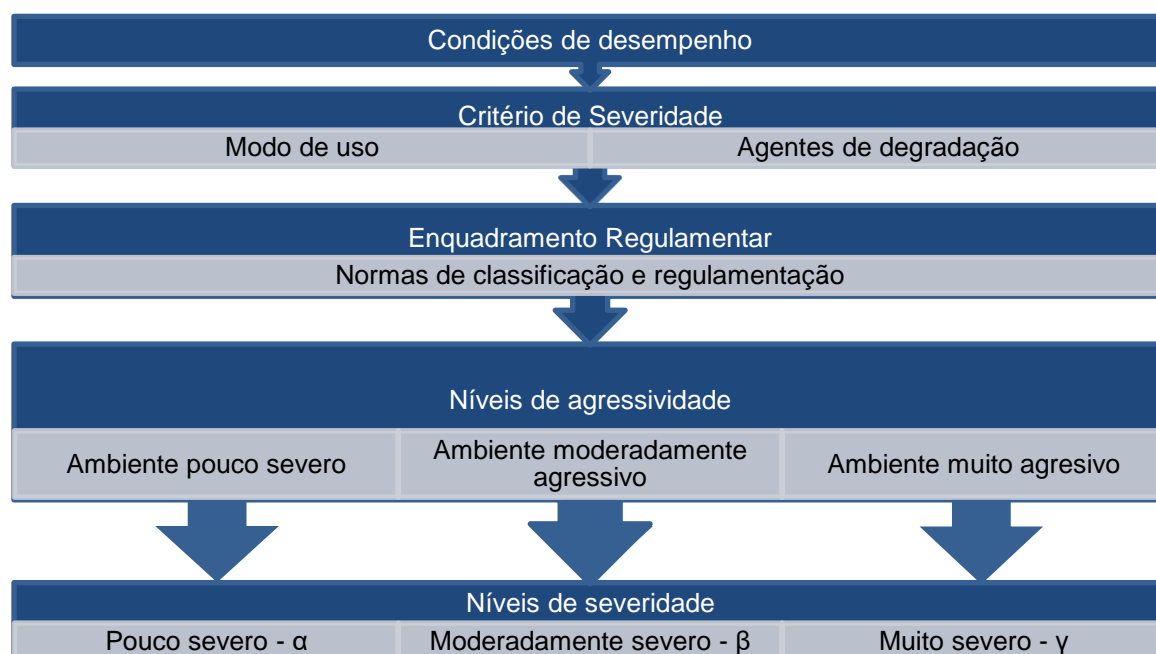 Condições de desempenho
Critério de Severidade
Modo de uso
Agentes de degradação
Enquadramento Regulamentar
Normas de classificação e regulamentação
Níveis de agressividade
Ambiente pouco severo
Ambiente moderadamente
agressivo
Ambiente muito agresivo
Níveis de severidade
Pouco severo - α
Moderadamente severo - β
Muito severo - γ